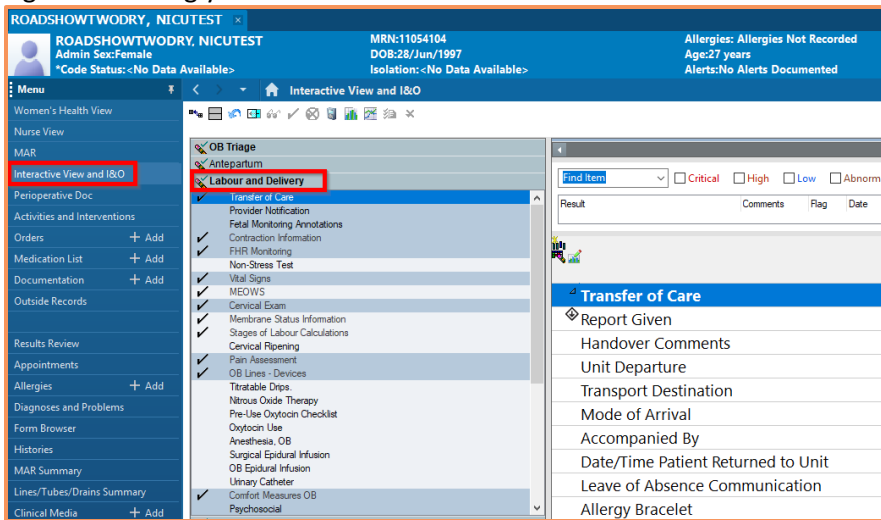 ROADSHOWTWODRY, NICUTEST ×
ROADSHOWTWODRY, NICUTEST
MRN:11054104
Allergies: Allergies Not Recorded
Admin Sex:Female
DOB:28/Jun/1997
Age:27 years
*Code Status:<No Data Available>
Isolation:<No Data Available>
Alerts:No Alerts Documented
Menu
Interactive View and I&O
Women's Health View
Nurse View
MAR
Interactive View and I&O
Perioperative Doc
Activities and Interventions
Orders + Add
Medication List + Add
Documentation + Add
Outside Records
Results Review
Appointments
Allergies + Add
Diagnoses and Problems
Form Browser
Histories
MAR Summary
Lines/Tubes/Drains Summary
Clinical Media + Add
OB Triage
Antepartum
Labour and Delivery
Transfer of Care
Provider Notification
Fetal Monitoring Annotations
Contraction Information
FHR Monitoring
Non-Stress Test
Vital Signs
MEOWS
Cervical Exam
Membrane Status Information
Stages of Labour Calculations
Cervical Ripening
Pain Assessment
OB Lines - Devices
Titratable Drips.
Nitrous Oxide Therapy
Pre-Use Oxytocin Checklist
Oxytocin Use
Anesthesia, OB
Surgical Epidural Infusion
OB Epidural Infusion
Urinary Catheter
Comfort Measures OB
Psychosocial
Find Item Critical High Low Abnorm
Result Comments Flag Date
Transfer of Care
Report Given
Handover Comments
Unit Departure
Transport Destination
Mode of Arrival
Accompanied By
Date/Time Patient Returned to Unit
Leave of Absence Communication
Allergy Bracelet